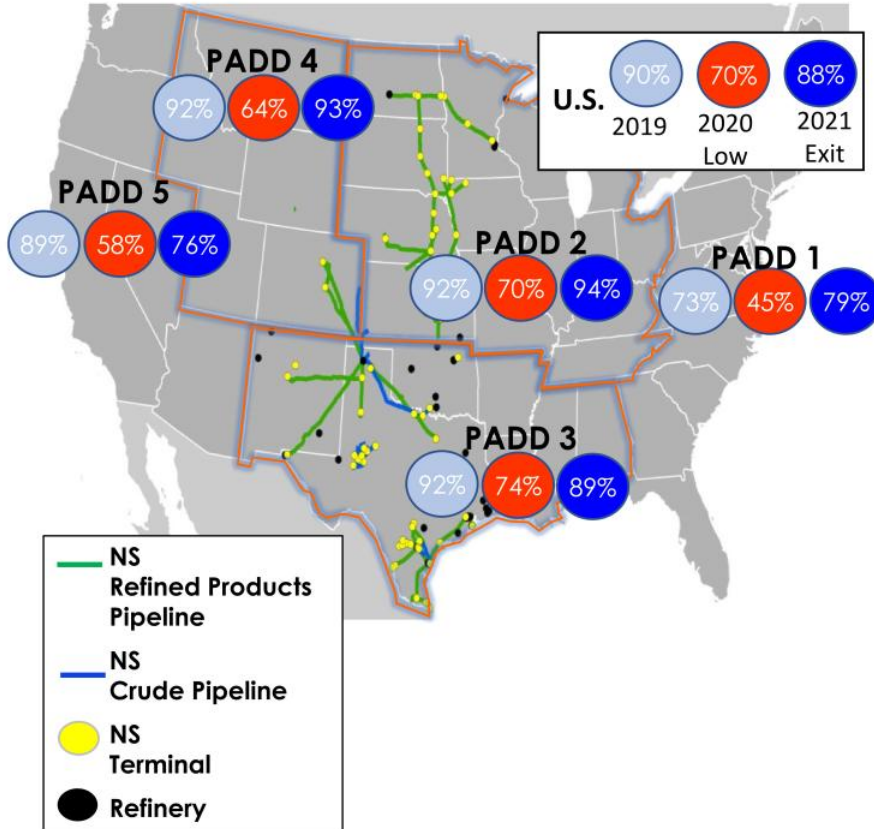 PADD 4
92% 64% 93%
U.S. 90% 70% 88%
2019 2020 2021
Low Exit
PADD 5
89% 58% 76%
PADD 2
92% 70% 94%
PADD 1
73% 45% 79%
PADD 3
92% 74% 89%
NS
Refined Products
Pipeline
NS
Crude Pipeline
NS
Terminal
Refinery